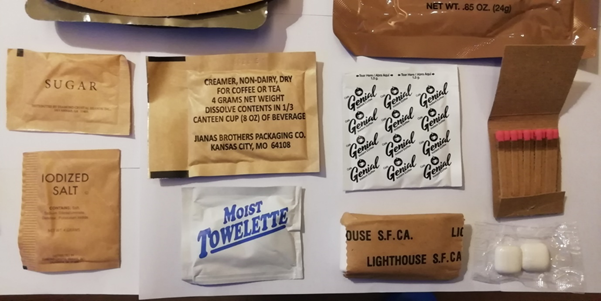 NET WT. .85 OZ. (24g)
SUGAR
CREAMER, NON-DAIRY, DRY
FOR COFFEE OR TEA
4 GRAMS NET WEIGHT
DISSOLVE CONTENTS IN 1/3
CANTEEN CUP (8 OZ) OF BEVERAGE
JIANAS BROTHERS PACKAGING CO.
KANSAS CITY, MO 64108
Genial Genial Genial
Genial Genial Genial
Genial Genial Genial
Genial Genial Genial
IODIZED
SALT
MOIST
TOWELETTE
OUSE S.F.CA. LIG
LIGHTHOUSE S.F.CA